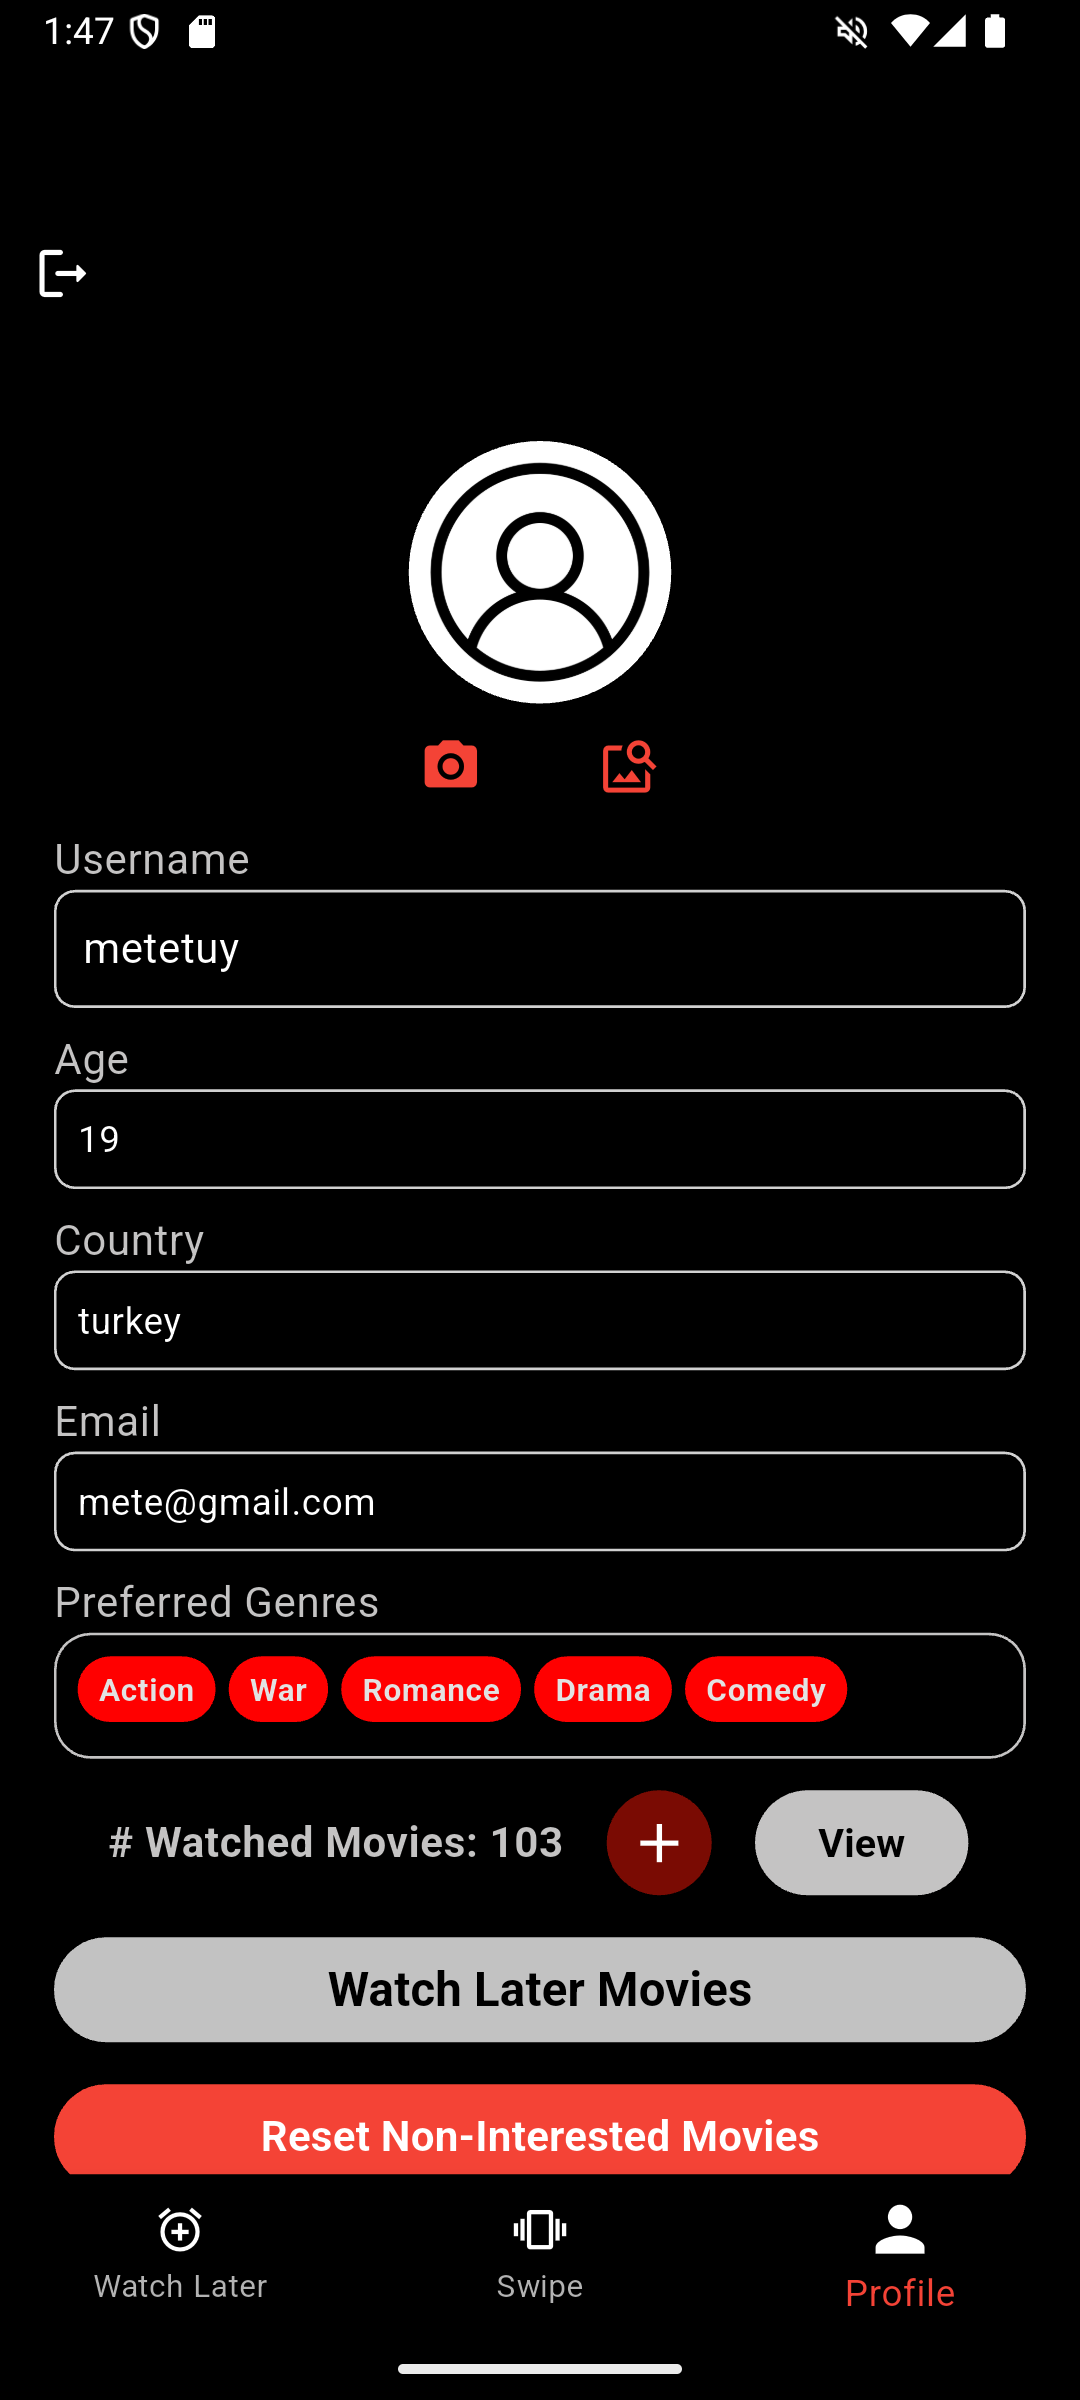 1:47
Username
metetuy
Age
19
Country
turkey
Email
mete@gmail.com
Preferred Genres
Action War Romance Drama Comedy
# Watched Movies: 103 + View
Watch Later Movies
Reset Non-Interested Movies
Watch Later Swipe Profile